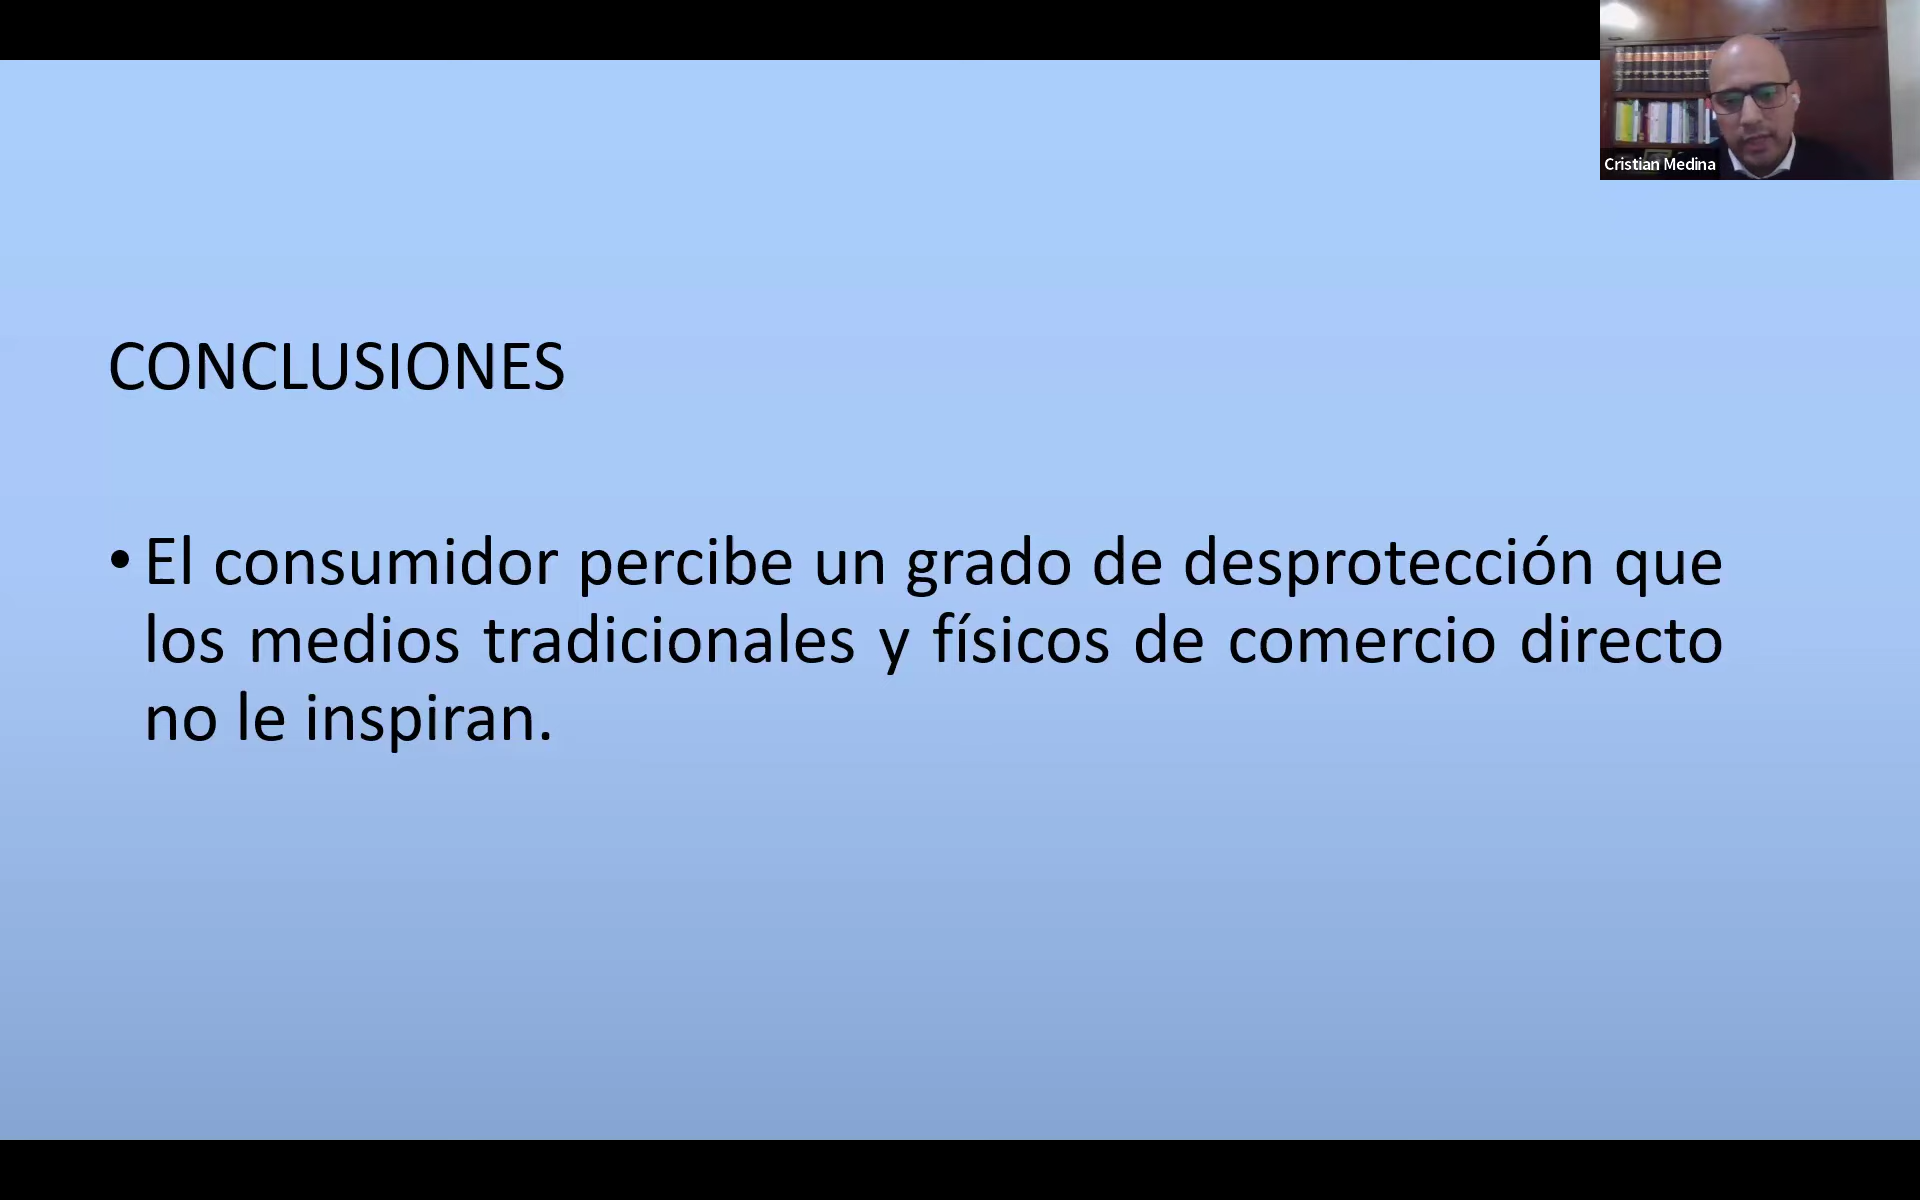 Cristian Medina
CONCLUSIONES
• El consumidor percibe un grado de desprotección que
los medios tradicionales y físicos de comercio directo
no le inspiran.